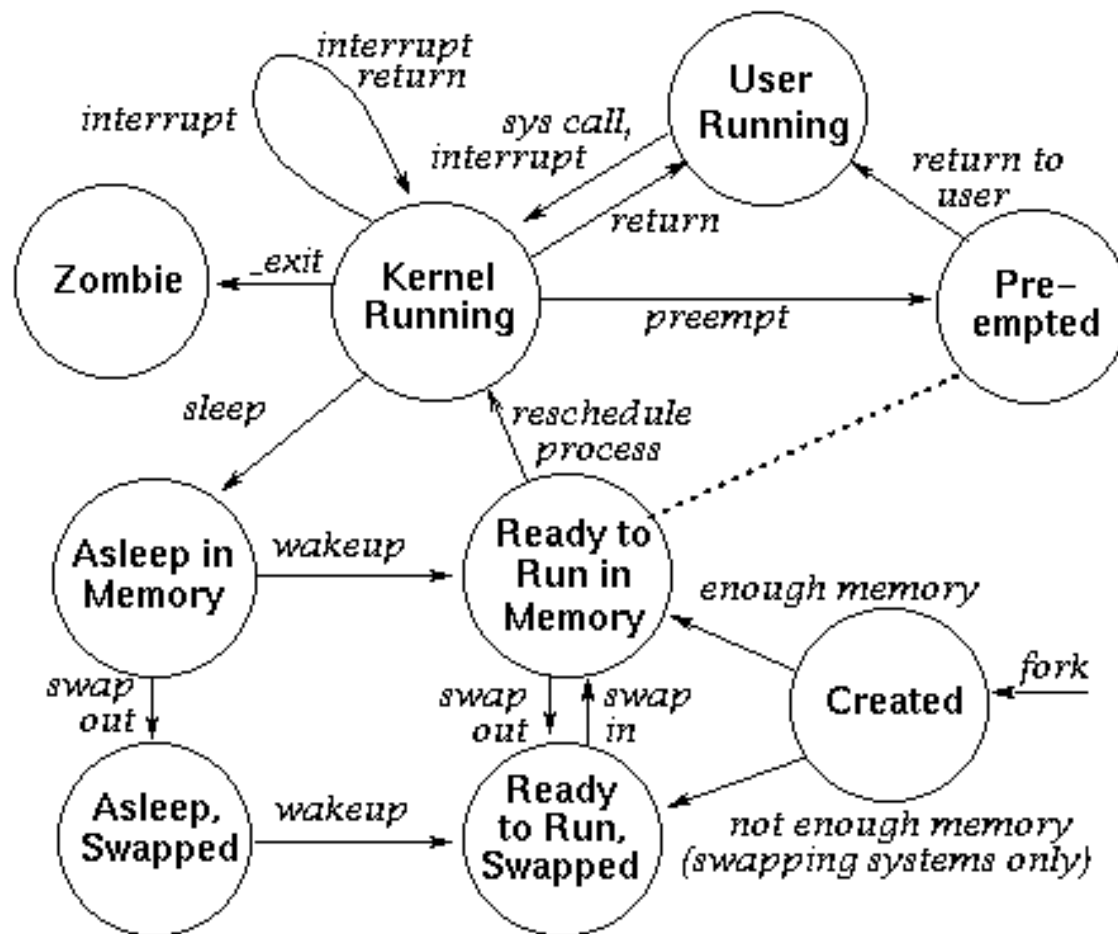 interrupt
return
interrupt
User
Running
sys call,
interrupt
return to
user
return
Zombie
_exit
Kernel
Running
preempt
Pre-
empted
sleep
reschedule
process
Asleep in
Memory
wakeup
Ready to
Run in
Memory
enough memory
fork
Created
swap
out
swap
out
swap
in
Asleep,
Swapped
wakeup
Ready
to Run,
Swapped
not enough memory
(swapping systems only)